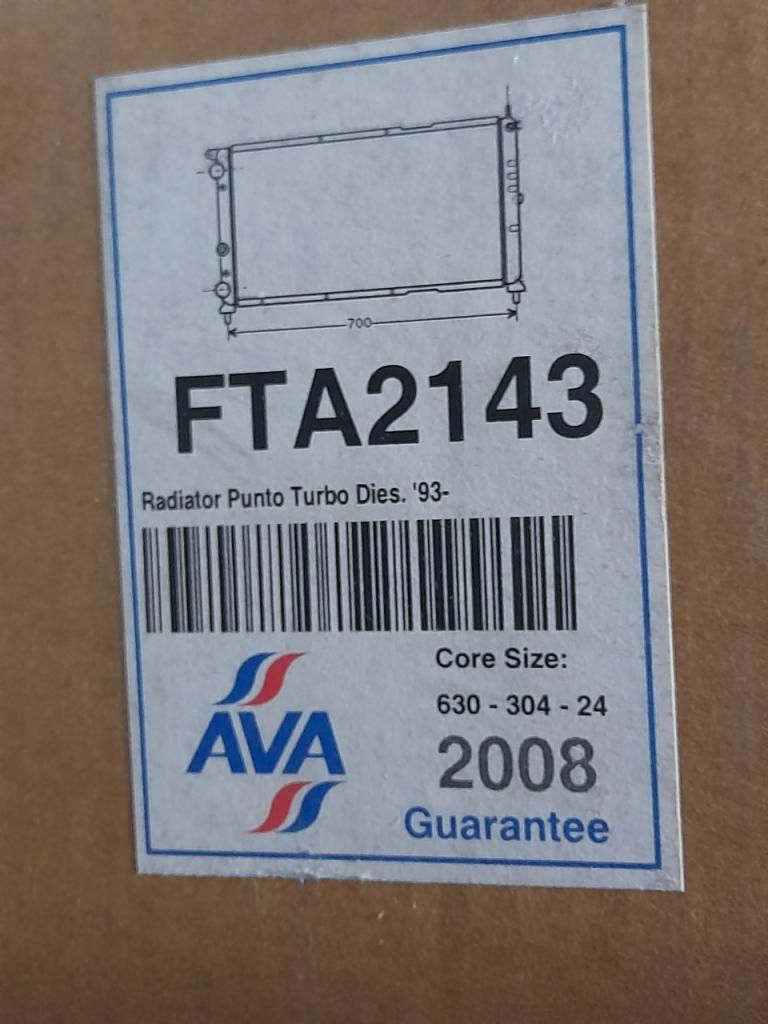 700
FTA2143
Radiator Punto Turbo Dies. '93-
AVA
Core Size:
630 - 304 - 24
2008
Guarantee